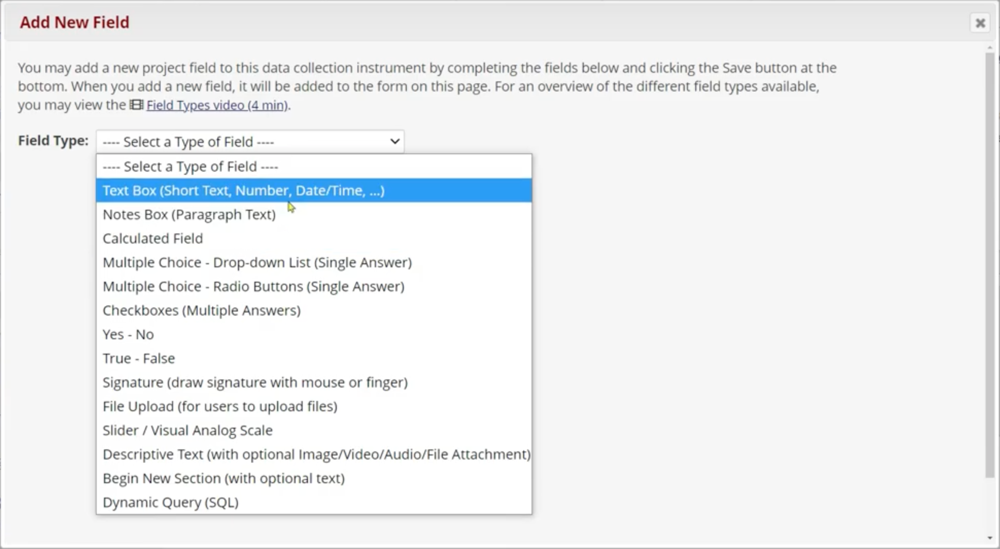 Add New Field
You may add a new project field to this data collection instrument by completing the fields below and clicking the Save button at the
bottom. When you add a new field, it will be added to the form on this page. For an overview of the different field types available,
you may view the Field Types video (4 min).
Field Type: ---- Select a Type of Field ----
---- Select a Type of Field ----
Text Box (Short Text, Number, Date/Time, ...)
Notes Box (Paragraph Text)
Calculated Field
Multiple Choice - Drop-down List (Single Answer)
Multiple Choice - Radio Buttons (Single Answer)
Checkboxes (Multiple Answers)
Yes - No
True - False
Signature (draw signature with mouse or finger)
File Upload (for users to upload files)
Slider / Visual Analog Scale
Descriptive Text (with optional Image/Video/Audio/File Attachment)
Begin New Section (with optional text)
Dynamic Query (SQL)